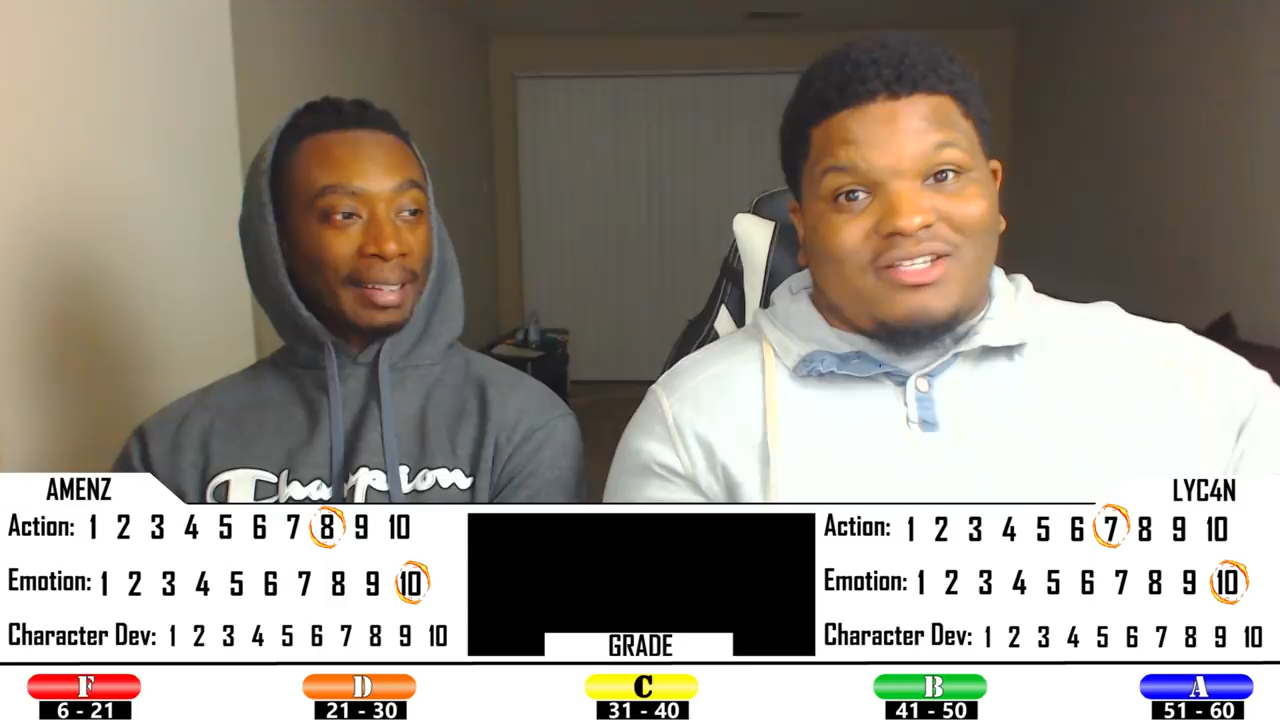 Champion
AMENZ
Action: 1 2 3 4 5 6 7 8 9 10
Emotion: 1 2 3 4 5 6 7 8 9 10
Character Dev: 1 2 3 4 5 6 7 8 9 10
GRADE
LYC4N
Action: 1 2 3 4 5 6 7 8 9 10
Emotion: 1 2 3 4 5 6 7 8 9 10
Character Dev: 1 2 3 4 5 6 7 8 9 10
F
6 - 21
D
21 - 30
C
31 - 40
B
41 - 50
A
51 - 60